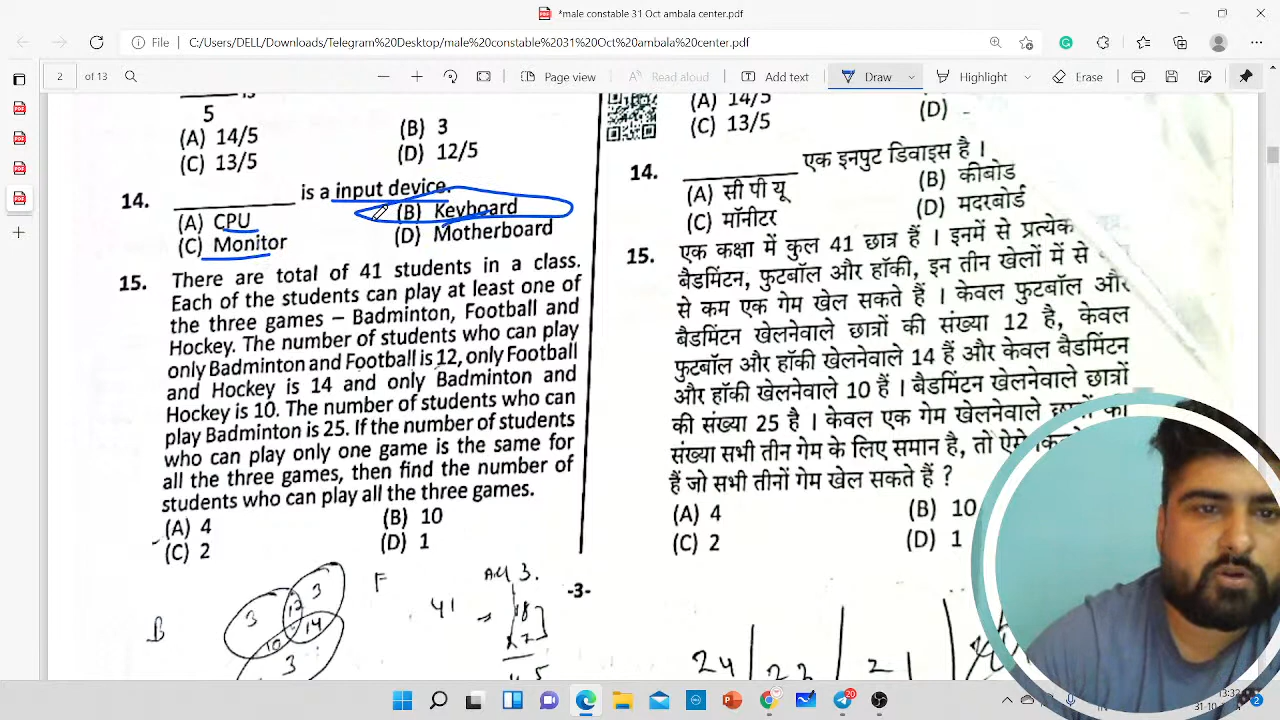 *male constable 31 Oct ambala center.pdf
File | C:/Users/DELL/Downloads/Telegram%20Desktop/male%20constable%2031%20Oct%20ambala%20center.pdf
2 of 13
Page view
Read aloud
Add text
Draw
Highlight
Erase
5
(A) 14/5
(B) 3
(C) 13/5
(D) 12/5
14. __________ is a input device.
(A) CPU
(B) Keyboard
(C) Monitor
(D) Motherboard
15. There are total of 41 students in a class.
Each of the students can play at least one of
the three games – Badminton, Football and
Hockey. The number of students who can play
only Badminton and Football is 12, only Football
and Hockey is 14 and only Badminton and
Hockey is 10. The number of students who can
play Badminton is 25. If the number of students
who can play only one game is the same for
all the three games, then find the number of
students who can play all the three games.
(A) 4
(B) 10
(C) 2
(D) 1
(A) 14/5
(C) 13/5
(D)
14. __________ एक इनपुट डिवाइस है ।
(A) सी पी यू
(B) कीबोर्ड
(C) मॉनीटर
(D) मदरबोर्ड
15. एक कक्षा में कुल 41 छात्र हैं । इनमें से प्रत्येक
बैडमिंटन, फुटबॉल और हॉकी, इन तीन खेलों में से
से कम एक गेम खेल सकते हैं । केवल फुटबॉल और
बैडमिंटन खेलनेवाले छात्रों की संख्या 12 है, केवल
फुटबॉल और हॉकी खेलनेवाले 14 हैं और केवल बैडमिंटन
और हॉकी खेलनेवाले 10 हैं । बैडमिंटन खेलनेवाले छात्रों
की संख्या 25 है । केवल एक गेम खेलनेवाले छात्रों की
संख्या सभी तीन गेम के लिए समान है, तो ऐसे
हैं जो सभी तीनों गेम खेल सकते हैं ?
(A) 4
(B) 10
(C) 2
(D) 1
-3-
B
F
3
12
3
10
14
3
41
All 3.
24
22
21
20
13:32
31-10
2